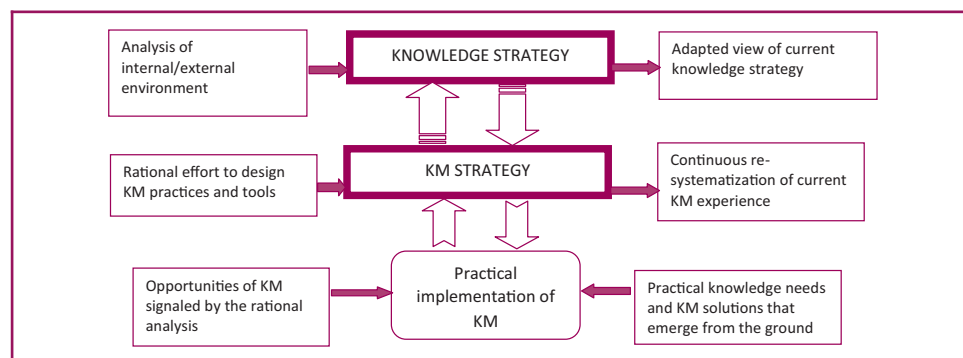 Analysis of
internal/external
environment
KNOWLEDGE STRATEGY
Adapted view of current
knowledge strategy
Rational effort to design
KM practices and tools
KM STRATEGY
Continuous re-
systematization of current
KM experience
Opportunities of KM
signaled by the rational
analysis
Practical
implementation of
KM
Practical knowledge needs
and KM solutions that
emerge from the ground